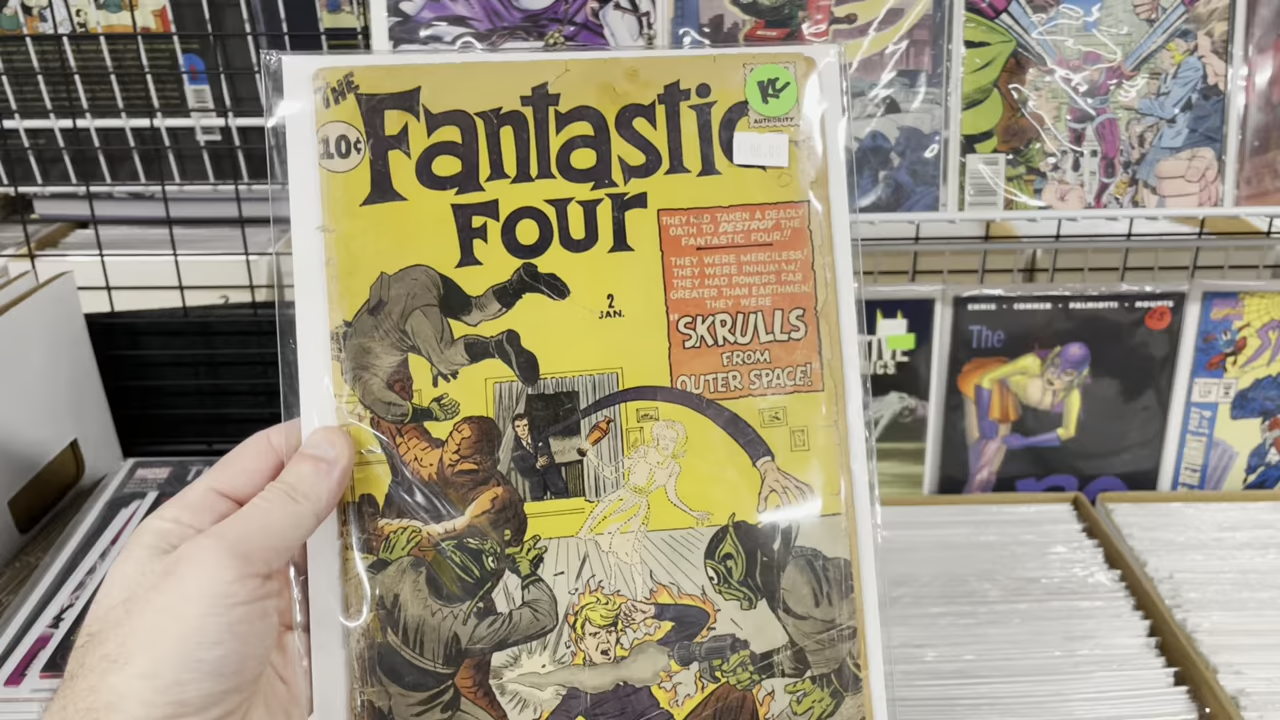 THE
10¢
Fantastic
FOUR
KC
AUTHORITY
2
JAN.
THEY HAD TAKEN A DEADLY
OATH TO DESTROY THE
FANTASTIC FOUR!!
THEY WERE MERCILESS!
THEY WERE INHUMAN!
THEY HAD POWERS FAR
GREATER THAN EARTHMEN!
THEY WERE
"SKRULLS
FROM
OUTER SPACE!
ENNIS • CONNER • PALMIOTTI • MOUNTS
The
MARVEL